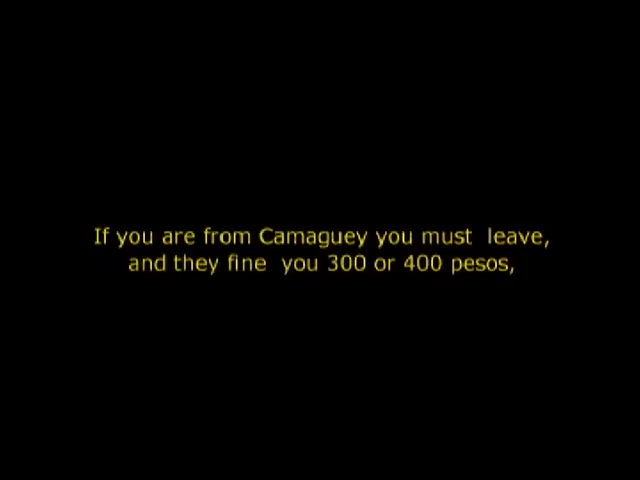 If you are from Camaguey you must  leave,
and they fine  you 300 or 400 pesos,